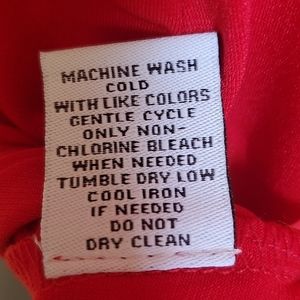 MACHINE WASH
COLD
WITH LIKE COLORS
GENTLE CYCLE
ONLY NON-
CHLORINE BLEACH
WHEN NEEDED
TUMBLE DRY LOW
COOL IRON
IF NEEDED
DO NOT
DRY CLEAN